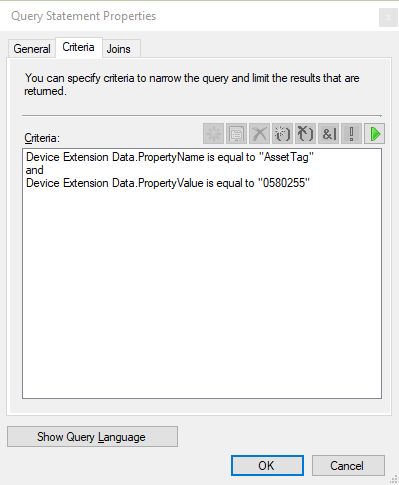 Query Statement Properties
General Criteria Joins
You can specify criteria to narrow the query and limit the results that are
returned.
Criteria:
&|
!
Device Extension Data.PropertyName is equal to "AssetTag"
and
Device Extension Data.PropertyValue is equal to "0580255"
Show Query Language
OK Cancel